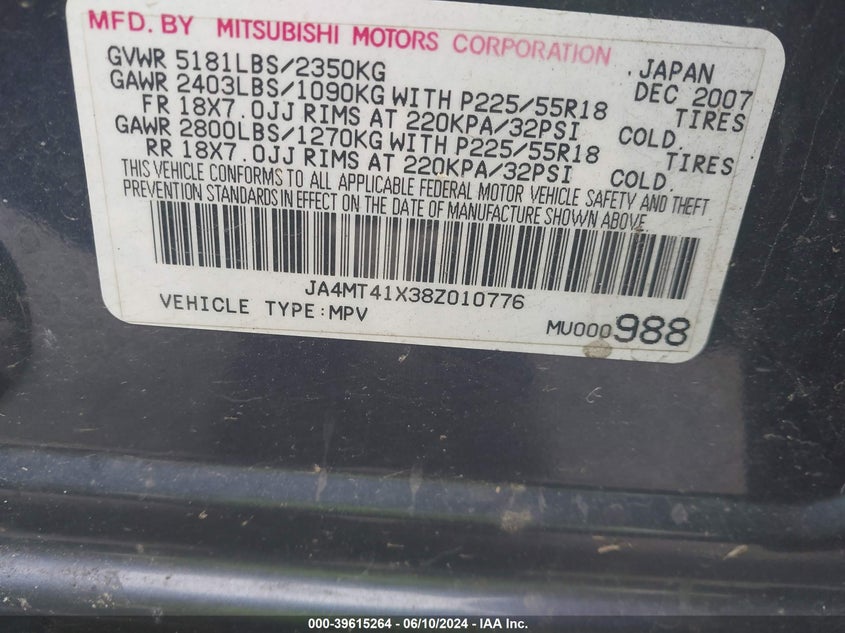 MFD. BY MITSUBISHI MOTORS CORPORATION
GVWR 5181LBS/2350KG . JAPAN
GAWR 2403LBS/1090KG WITH P225/55R18 DEC 2007
FR 18X7.0JJ RIMS AT 220KPA/32PSI TIRES
GAWR 2800LBS/1270KG WITH P225/55R18 COLD.
RR 18X7.0JJ RIMS AT 220KPA/32PSI TIRES
COLD.
THIS VEHICLE CONFORMS TO ALL APPLICABLE FEDERAL MOTOR VEHICLE SAFETY AND THEFT
PREVENTION STANDARDS IN EFFECT ON THE DATE OF MANUFACTURE SHOWN ABOVE.
JA4MT41X38Z010776
VEHICLE TYPE:MPV MU000988
000-39615264 - 06/10/2024 - IAA, Inc.